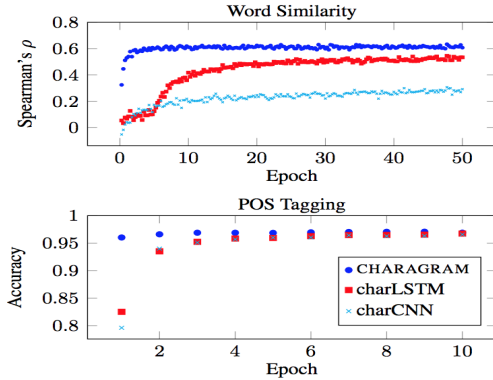 Word Similarity
Spearman's ρ
0.8
0.6
0.4
0.2
0
0 10 20 30 40 50
Epoch
POS Tagging
Accuracy
1
0.95
0.9
0.85
0.8
CHARAGRAM
charLSTM
charCNN
2 4 6 8 10
Epoch